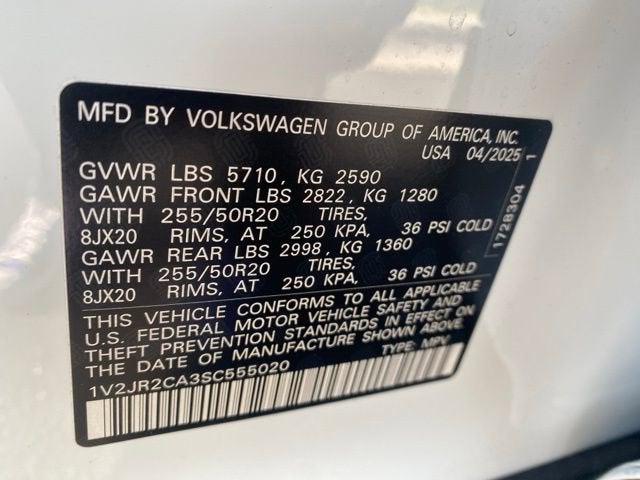 MFD BY VOLKSWAGEN GROUP OF AMERICA, INC.
USA 04/2025
GVWR LBS 5710, KG 2590
GAWR FRONT LBS 2822, KG 1280
WITH 255/50R20 TIRES,
8JX20 RIMS, AT 250 KPA, 36 PSI COLD
GAWR REAR LBS 2998, KG 1360
WITH 255/50R20 TIRES,
8JX20 RIMS, AT 250 KPA, 36 PSI COLD
THIS VEHICLE CONFORMS TO ALL APPLICABLE
U.S. FEDERAL MOTOR VEHICLE SAFETY AND
THEFT PREVENTION STANDARDS IN EFFECT ON
THE DATE OF MANUFACTURE SHOWN ABOVE.
1V2JR2CA3SC555020 TYPE: MPV
1728304 1